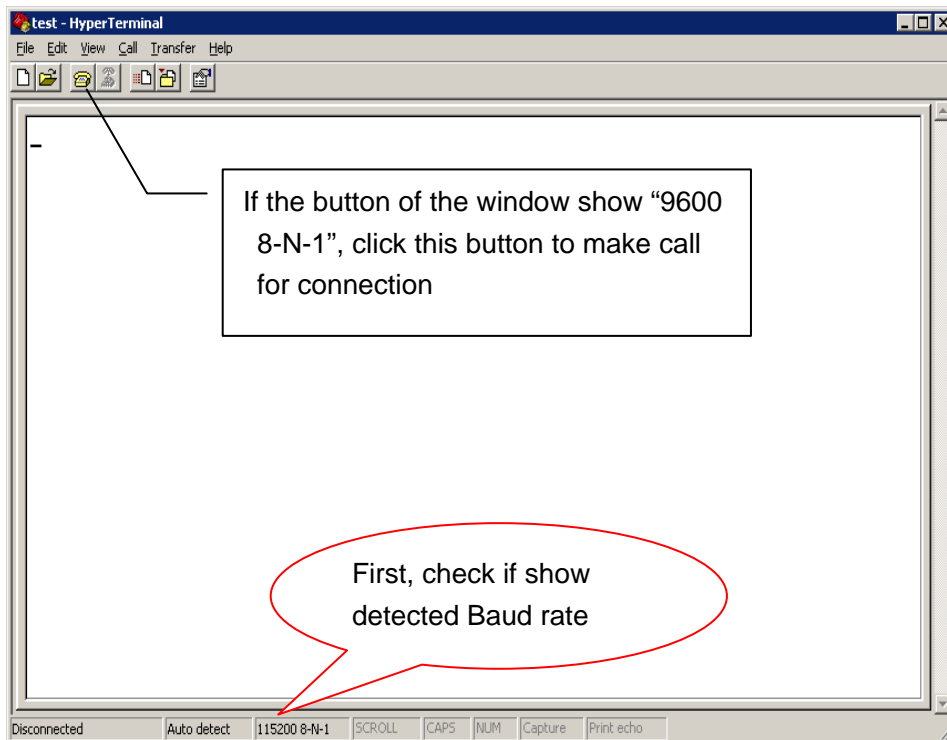 test - HyperTerminal
File Edit View Call Transfer Help
If the button of the window show “9600
8-N-1”, click this button to make call
for connection
First, check if show
detected Baud rate
Disconnected Auto detect 115200 8-N-1 SCROLL CAPS NUM Capture Print echo